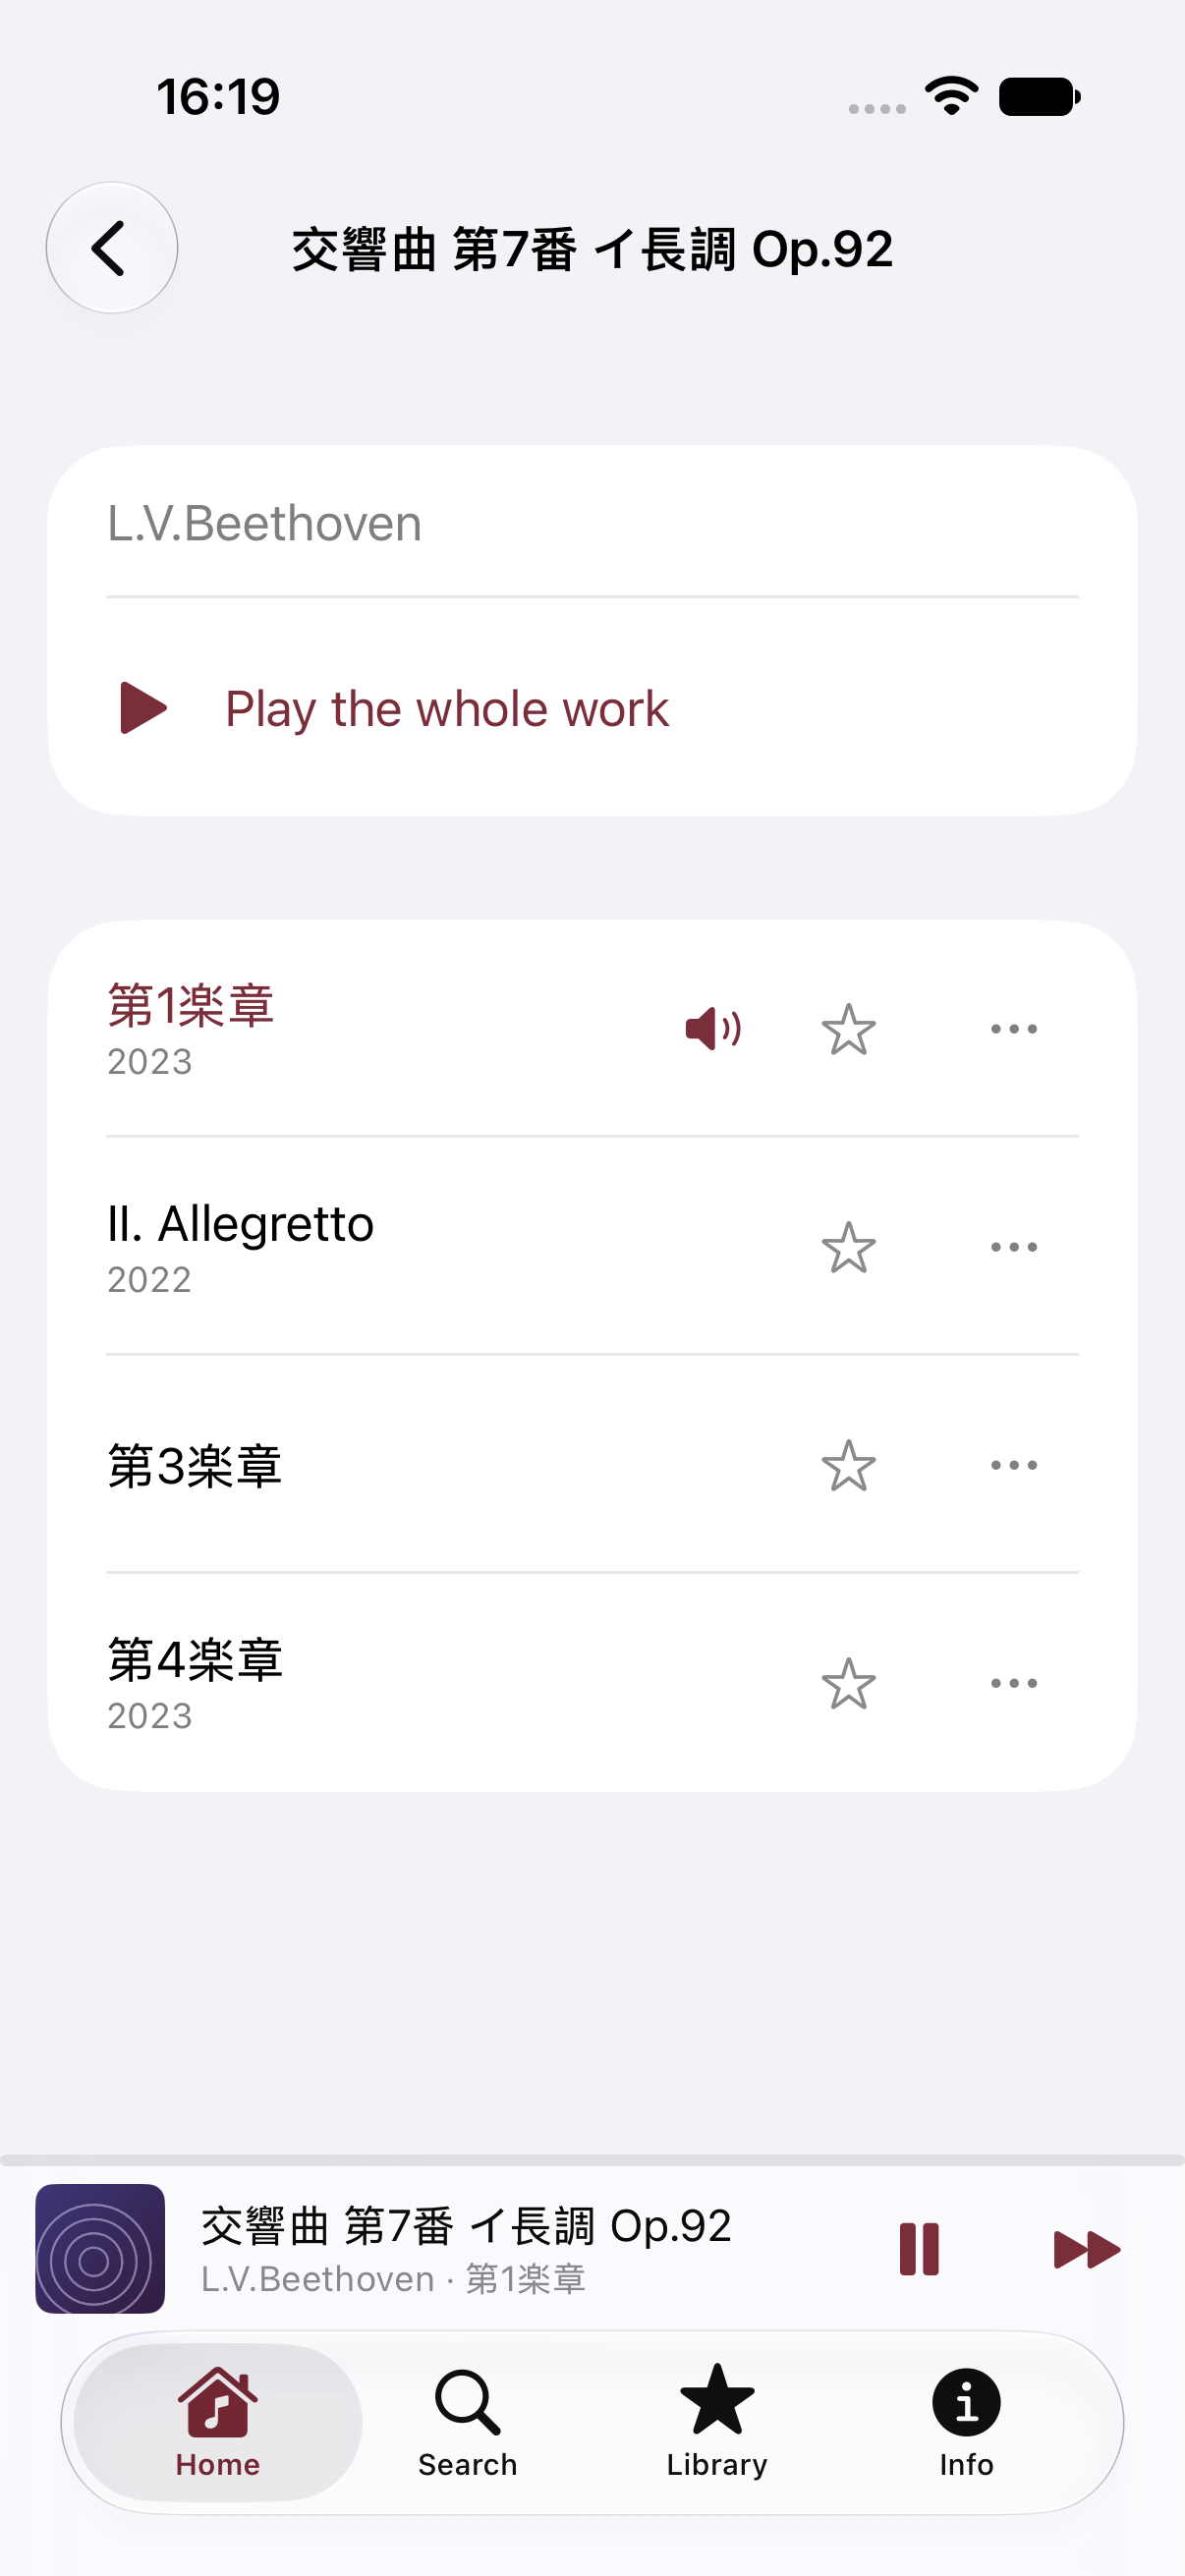 16:19
交響曲 第7番 イ長調 Op.92
L.V.Beethoven
Play the whole work
第1楽章
2023
II. Allegretto
2022
第3楽章
第4楽章
2023
交響曲 第7番 イ長調 Op.92
L.V.Beethoven · 第1楽章
Home
Search
Library
Info